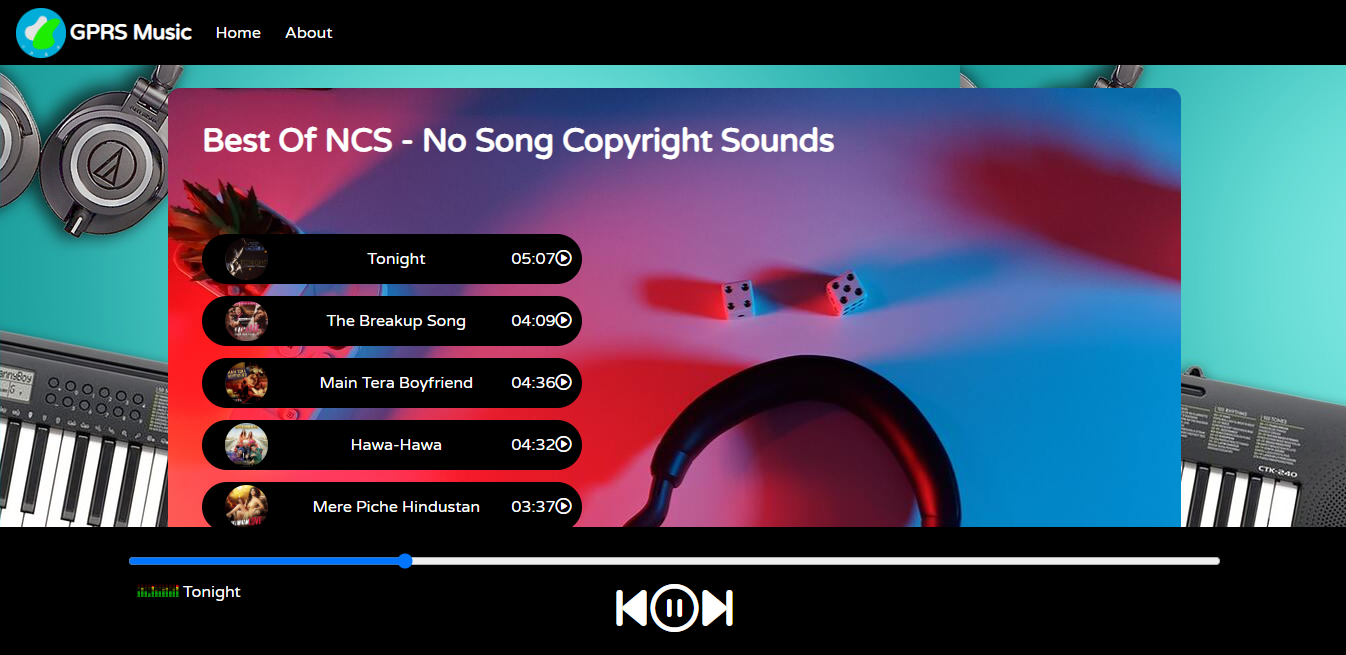 GPRS Music Home About
Best Of NCS - No Song Copyright Sounds
Tonight 05:07
The Breakup Song 04:09
Main Tera Boyfriend 04:36
Hawa-Hawa 04:32
Mere Piche Hindustan 03:37
CTK-240
Tonight